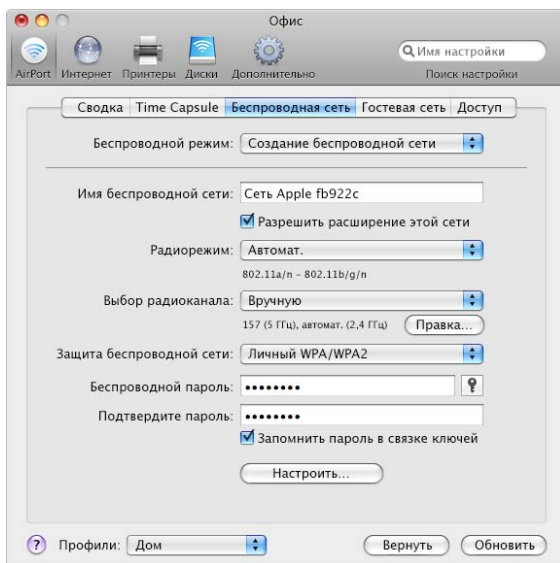 Офис
AirPort Интернет Принтеры Диски Дополнительно
Имя настройки
Поиск настройки
Сводка Time Capsule Беспроводная сеть Гостевая сеть Доступ
Беспроводной режим: Создание беспроводной сети
Имя беспроводной сети: Сеть Apple fb922c
Разрешить расширение этой сети
Радиорежим: Автомат.
802.11a/n – 802.11b/g/n
Выбор радиоканала: Вручную
157 (5 ГГц), автомат. (2,4 ГГц) Правка...
Защита беспроводной сети: Личный WPA/WPA2
Беспроводной пароль: ••••••••
Подтвердите пароль: ••••••••
Запомнить пароль в связке ключей
Настроить...
? Профили: Дом Вернуть Обновить